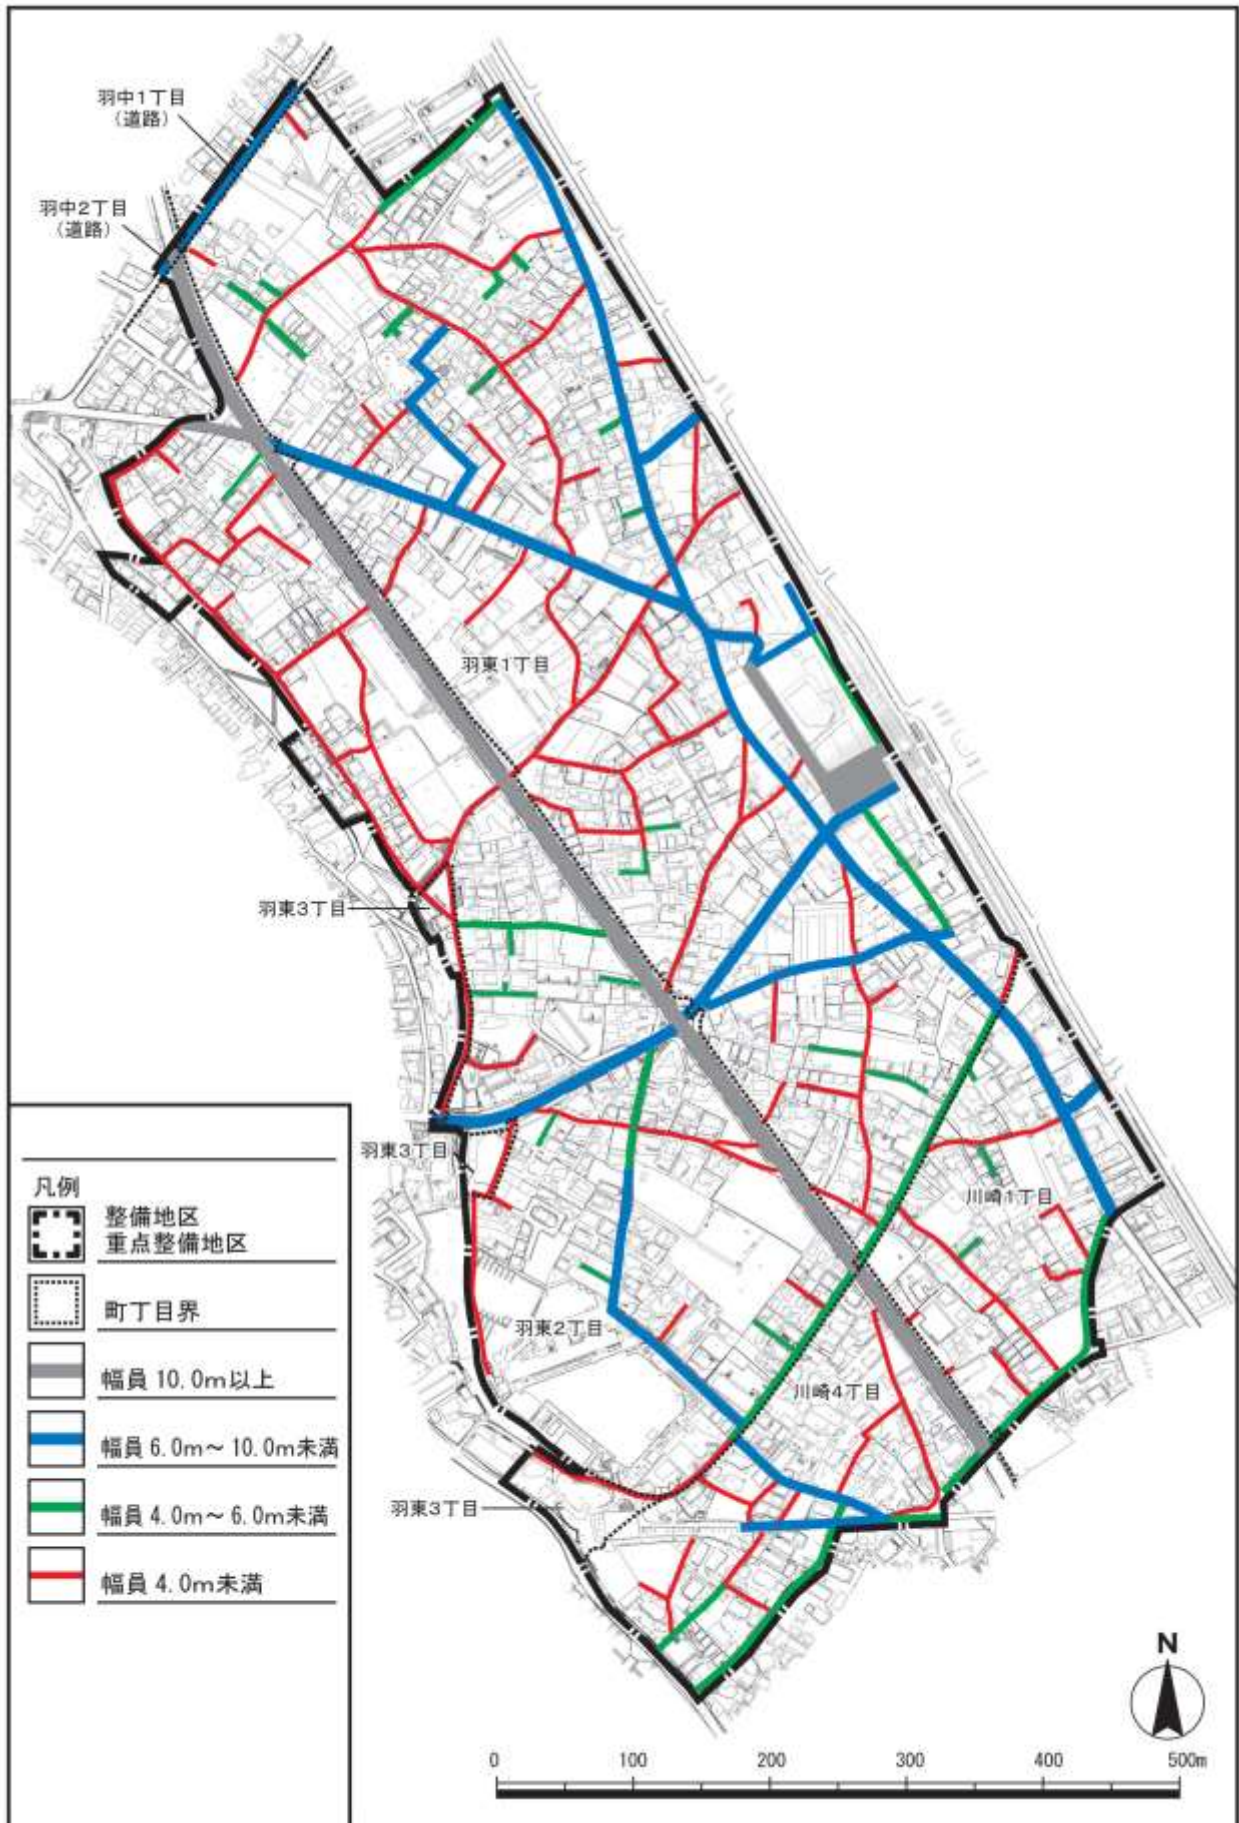 羽中1丁目
（道路）
羽中2丁目
（道路）
羽東1丁目
羽東3丁目
羽東3丁目
川崎1丁目
羽東2丁目
川崎4丁目
羽東3丁目
凡例
整備地区
重点整備地区
町丁目界
幅員 10.0m以上
幅員 6.0m～ 10.0m未満
幅員 4.0m～ 6.0m未満
幅員 4.0m未満
N
0 100 200 300 400 500m